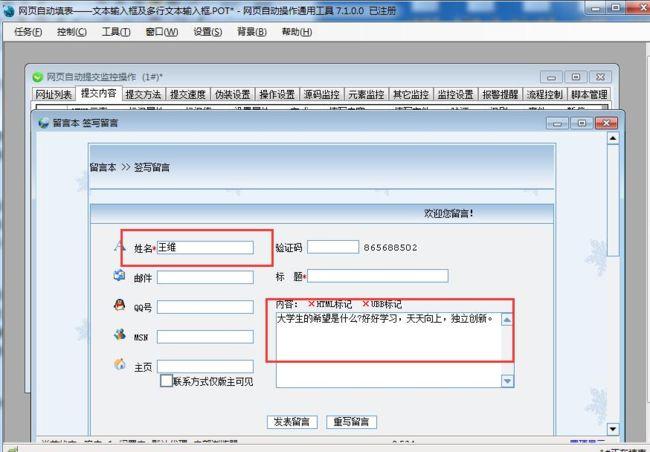 网页自动填表——文本输入框及多行文本输入框.POT* - 网页自动操作通用工具 7.1.0.0 已注册
任务(F) 控制(C) 工具(T) 窗口(W) 设置(S) 背景(B) 帮助(H)
网页自动提交监控操作 (1#)*
网址列表 提交内容 提交方法 提交速度 伪装设置 操作设置 源码监控 元素监控 其它监控 监控设置 报警提醒 流程控制 脚本管理
留言本 签写留言
留言本 >> 签写留言
欢迎您留言!
姓名* 王维 验证码 865688502
邮件 标 题*
QQ号 内容: ×HTML标记 ×UBB标记
大学生的希望是什么?好好学习,天天向上,独立创新。
MSN
主页
联系方式仅版主可见
发表留言 重写留言